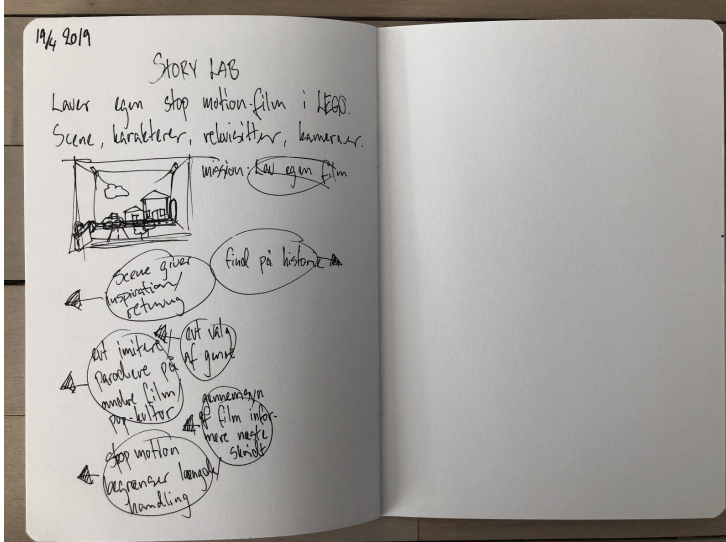 19/4 2019
STORY LAB
Laver egen stop motion-film i LEGO.
Scene, karakterer, rekvisitter, kameraer.
mission: Lav egen film
find på historie
Scene giver
inspiration/
retning
evt valg
af genre
evt imitere/
parodiere på
andre film/
pop-kultur
gennemsyn
af film infor-
mere næste
skridt
stop motion
begrænser længde/
handling